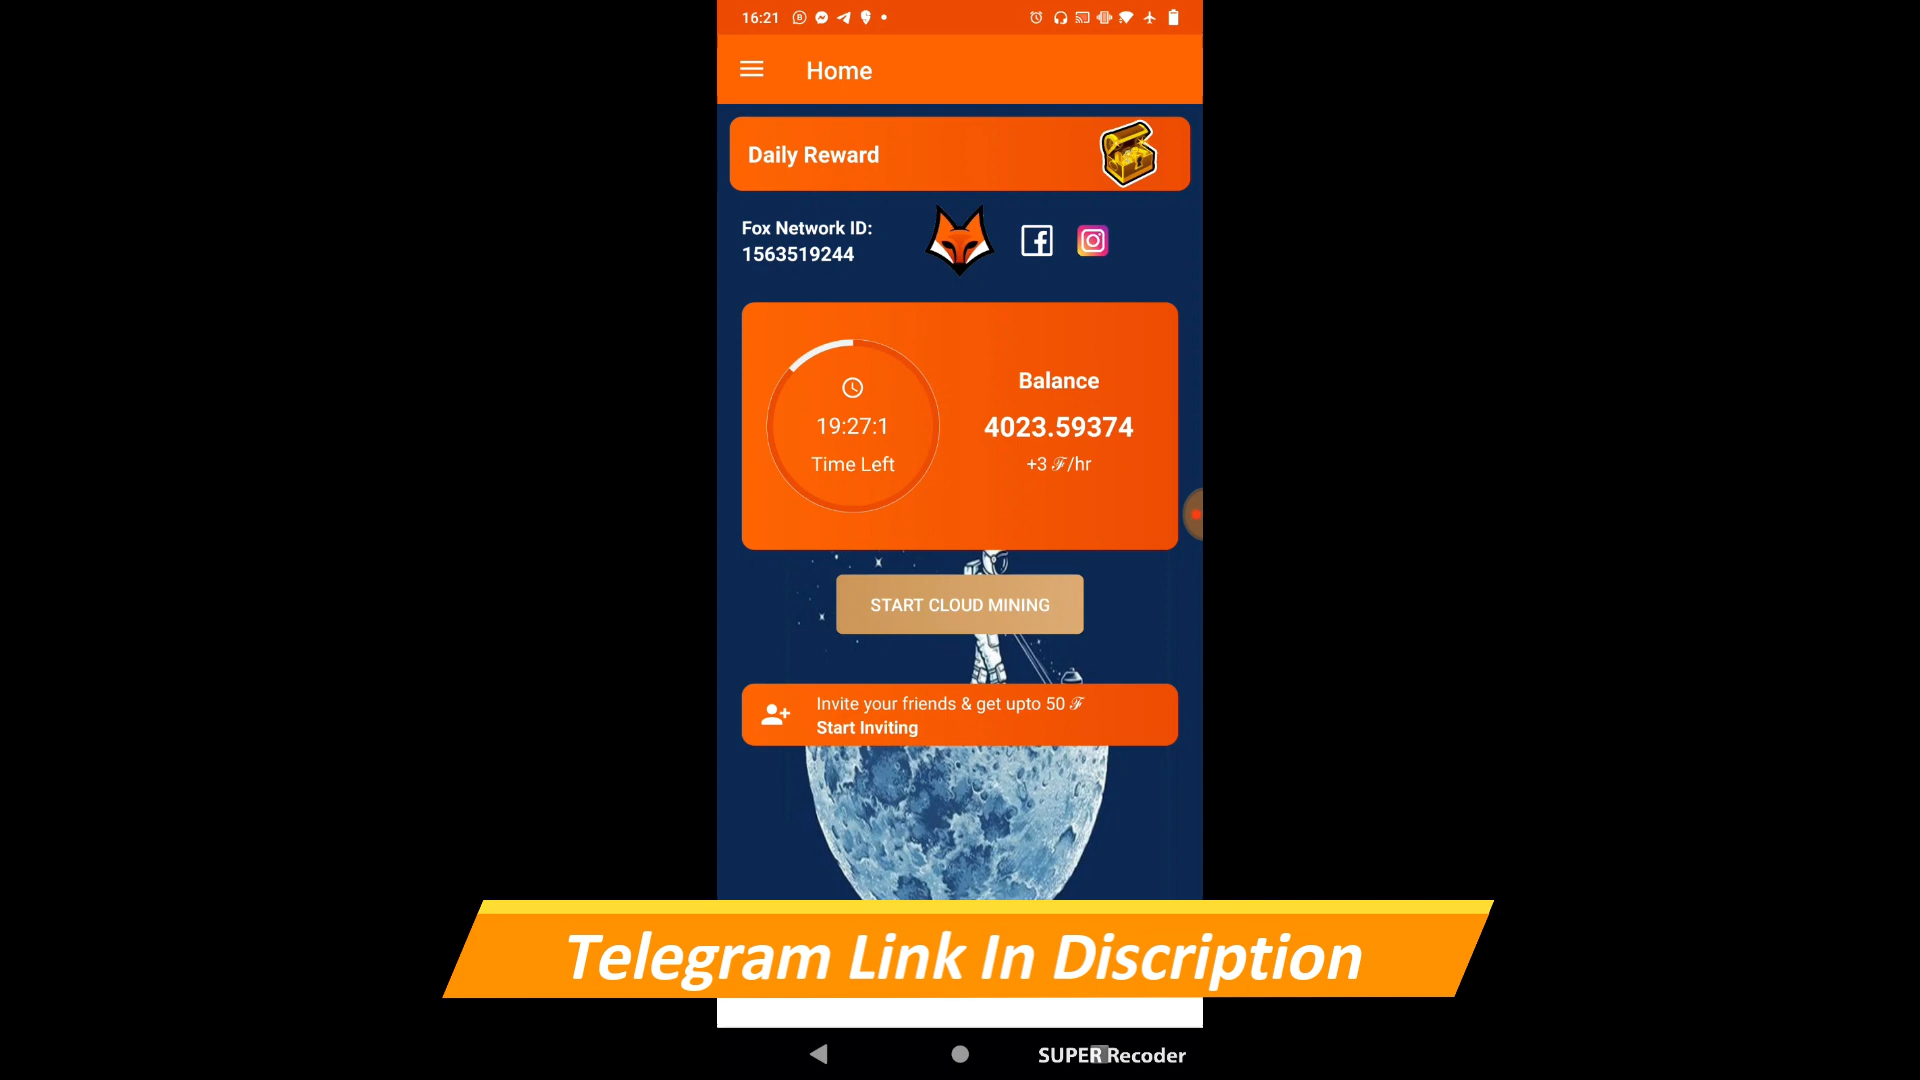 16:21
Home
Daily Reward
Fox Network ID:
1563519244
19:27:1
Time Left
Balance
4023.59374
+3 ℱ/hr
START CLOUD MINING
Invite your friends & get upto 50 ℱ
Start Inviting
Telegram Link In Discription
SUPER Recoder